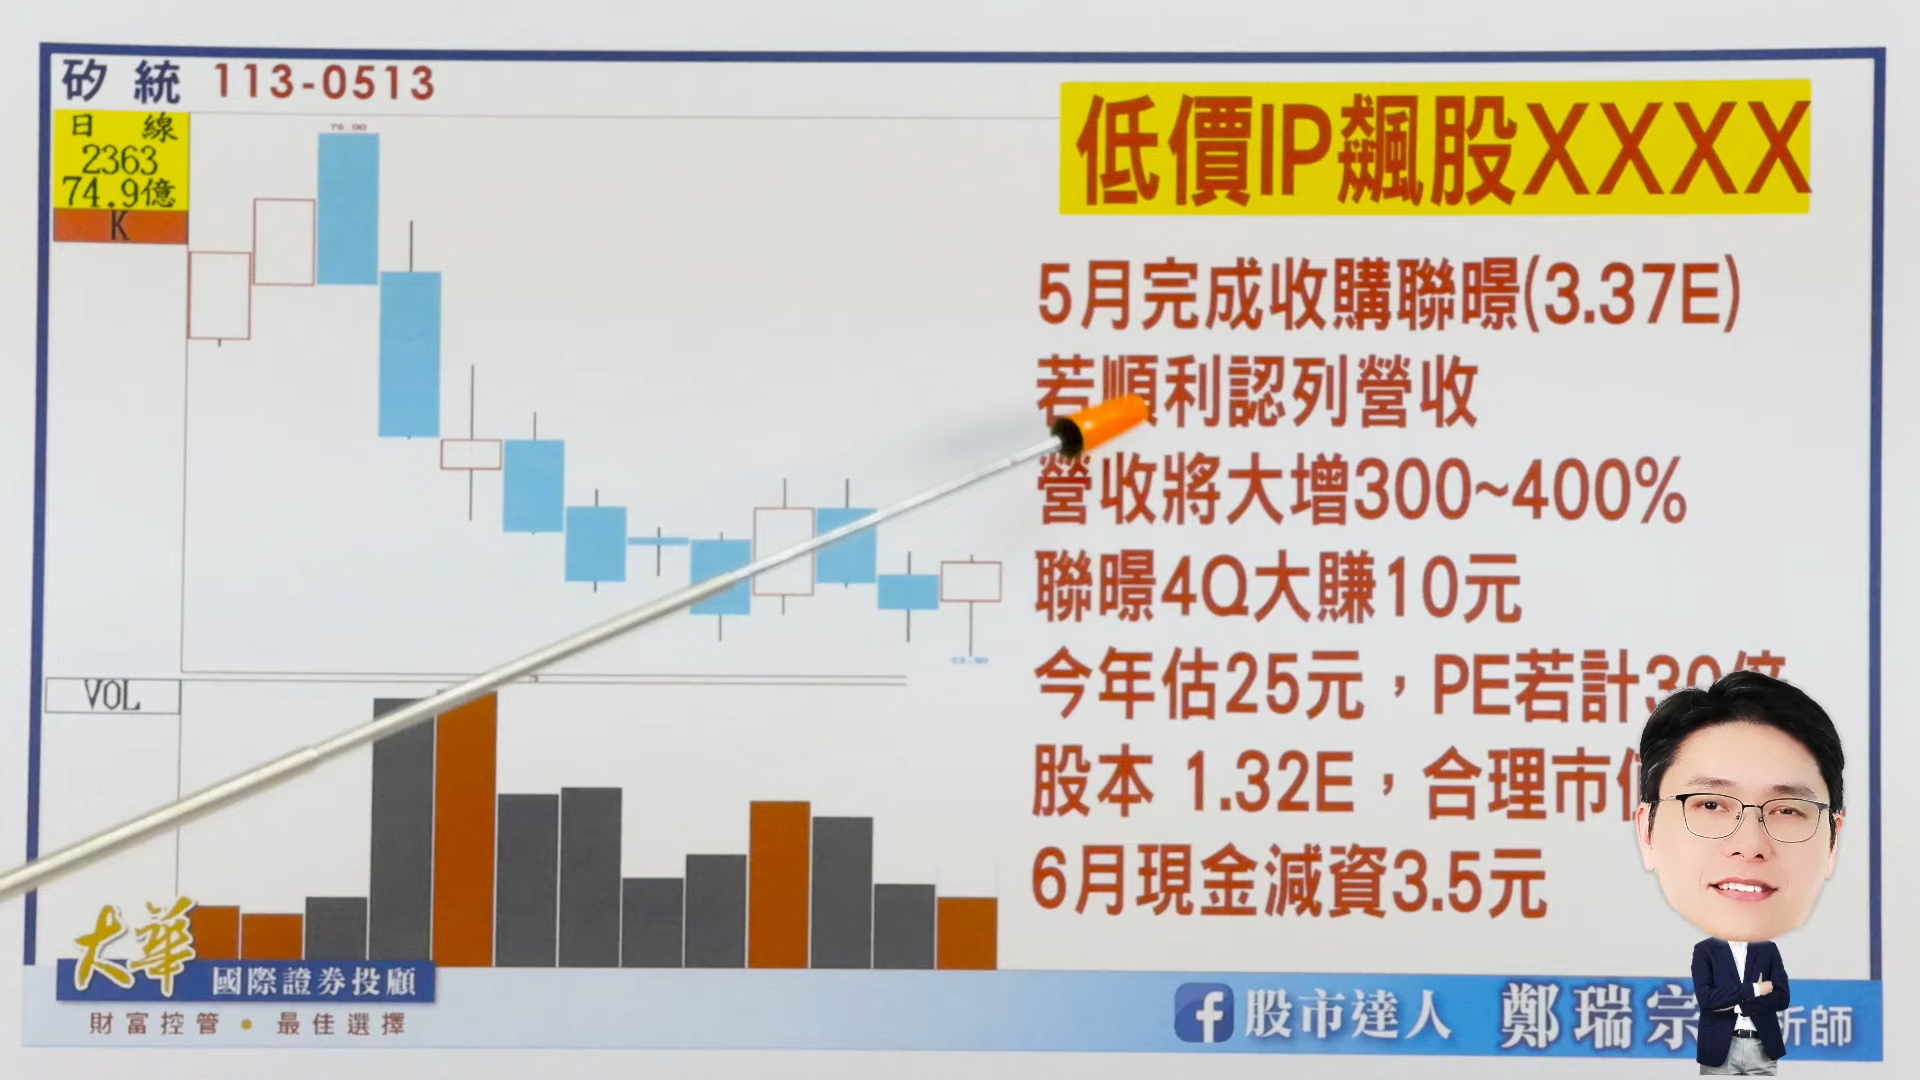 矽統 113-0513
日線
2363
74.9億
K
76.00
VOL
低價IP飆股XXXX
5月完成收購聯暻(3.37E)
若順利認列營收
營收將大增300~400%
聯暻4Q大賺10元
今年估25元，PE若計30倍
股本 1.32E，合理市
6月現金減資3.5元
大華國際證券投顧
財富控管 • 最佳選擇
股市達人 鄭瑞宗 析師